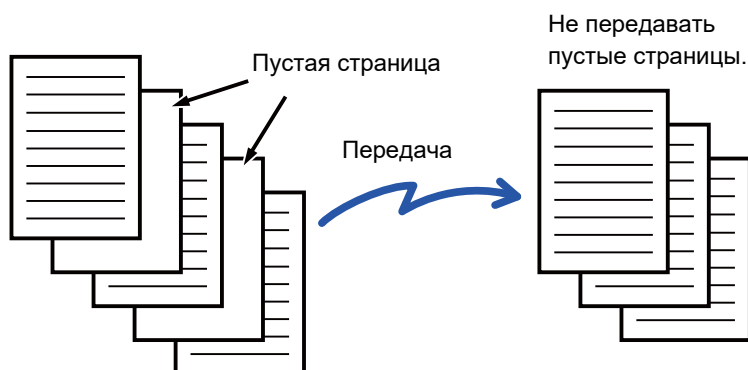 Не передавать
пустые страницы.
Пустая страница
Передача